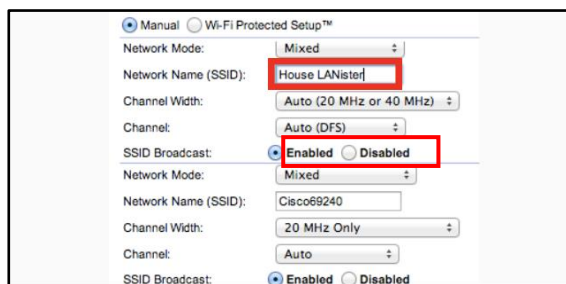 Manual Wi-Fi Protected Setup™
Network Mode: Mixed
Network Name (SSID): House LANister
Channel Width: Auto (20 MHz or 40 MHz)
Channel: Auto (DFS)
SSID Broadcast: Enabled Disabled
Network Mode: Mixed
Network Name (SSID): Cisco69240
Channel Width: 20 MHz Only
Channel: Auto
SSID Broadcast: Enabled Disabled